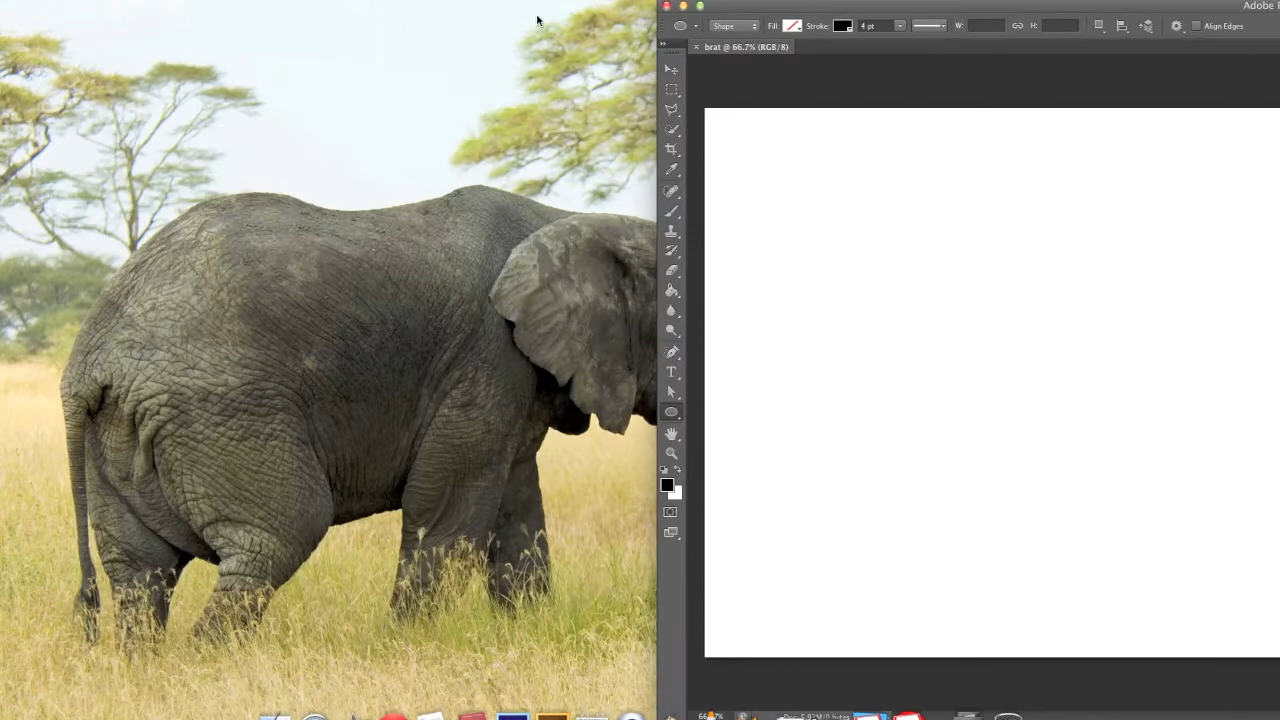 Adobe
Shape Fill: Stroke: 4 pt W: H: Align Edges
× brat @ 66.7% (RGB/8)
T